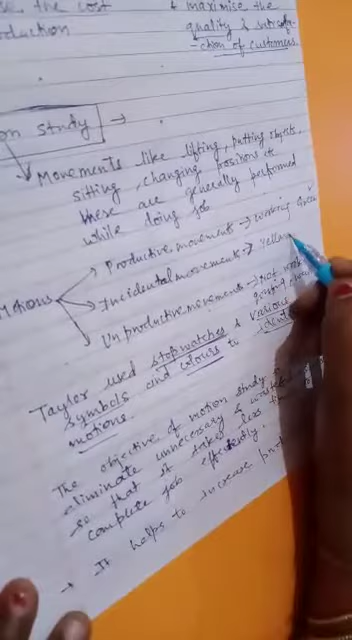 the cost
& maximise the
quality & satisfa-
-ction of customers.
on study →
Movements like lifting, putting objects,
sitting, changing positions etc
these are generally performed
while doing job
Motions
Productive movements →
Incidental movements → Yellow
Unproductive movements → Not
Taylor used stopwatches & various
symbols and colours to
motions.
The objective of motion study
eliminate unnecessary &
so that it takes less
complete job efficiently.
→ It helps to increase